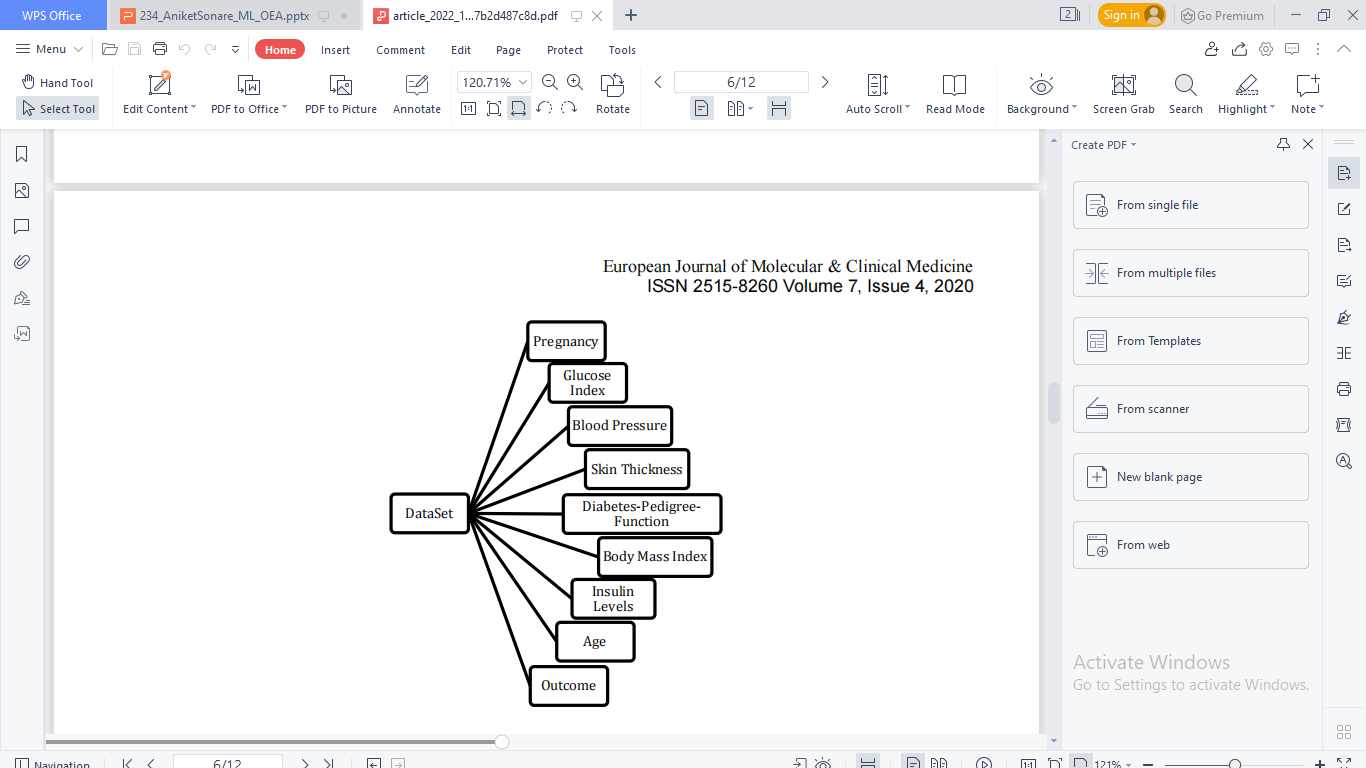 WPS Office
234_AniketSonare_ML_OEA.pptx
article_2022_1...7b2d487c8d.pdf
2
Sign in
Go Premium
Menu
Home
Insert
Comment
Edit
Page
Protect
Tools
Hand Tool
Select Tool
Edit Content
PDF to Office
PDF to Picture
Annotate
120.71%
1:1
Rotate
6/12
Auto Scroll
Read Mode
Background
Screen Grab
Search
Highlight
Note
Create PDF
From single file
From multiple files
From Templates
From scanner
New blank page
From web
European Journal of Molecular & Clinical Medicine
ISSN 2515-8260 Volume 7, Issue 4, 2020
DataSet
Pregnancy
Glucose
Index
Blood Pressure
Skin Thickness
Diabetes-Pedigree-
Function
Body Mass Index
Insulin
Levels
Age
Outcome
Activate Windows
Go to Settings to activate Windows.
Navigation
6/12
1:1
121%